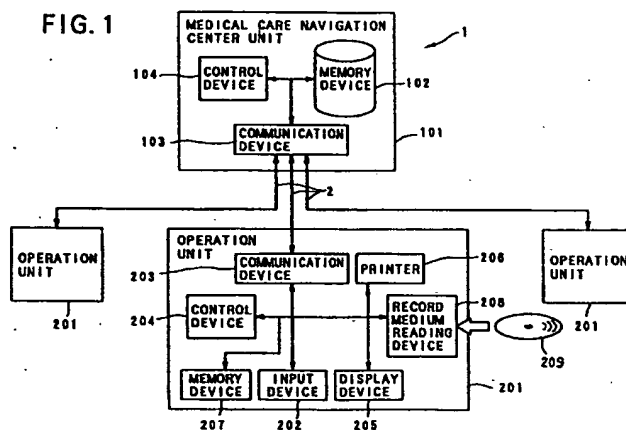 FIG. 1
MEDICAL CARE NAVIGATION
CENTER UNIT
1
104
CONTROL
DEVICE
MEMORY
DEVICE
102
103
COMMUNICATION
DEVICE
101
2
OPERATION
UNIT
201
OPERATION UNIT
203
COMMUNICATION
DEVICE
PRINTER
206
204
CONTROL
DEVICE
RECORD
MEDIUM
READING
DEVICE
208
209
MEMORY
DEVICE
INPUT
DEVICE
DISPLAY
DEVICE
207
202
205
201
OPERATION
UNIT
201